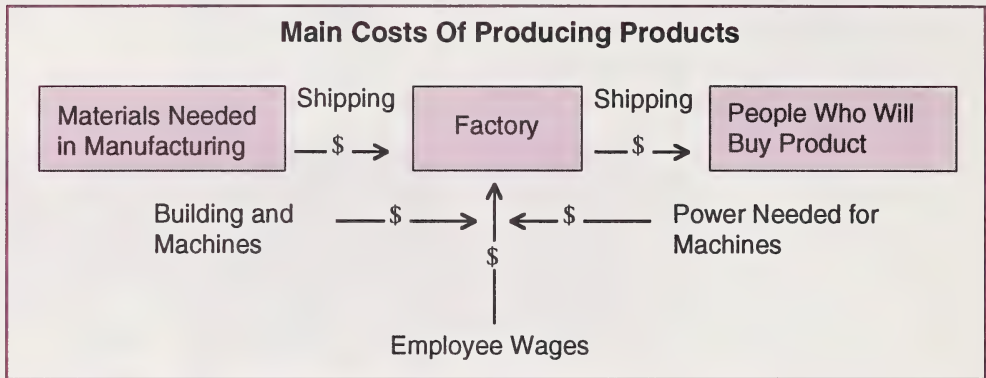 Main Costs Of Producing Products
Shipping
Shipping
Materials Needed
in Manufacturing
Factory
People Who Will
Buy Product
$
$
Building and
Machines
$
$
Power Needed for
Machines
$
Employee Wages